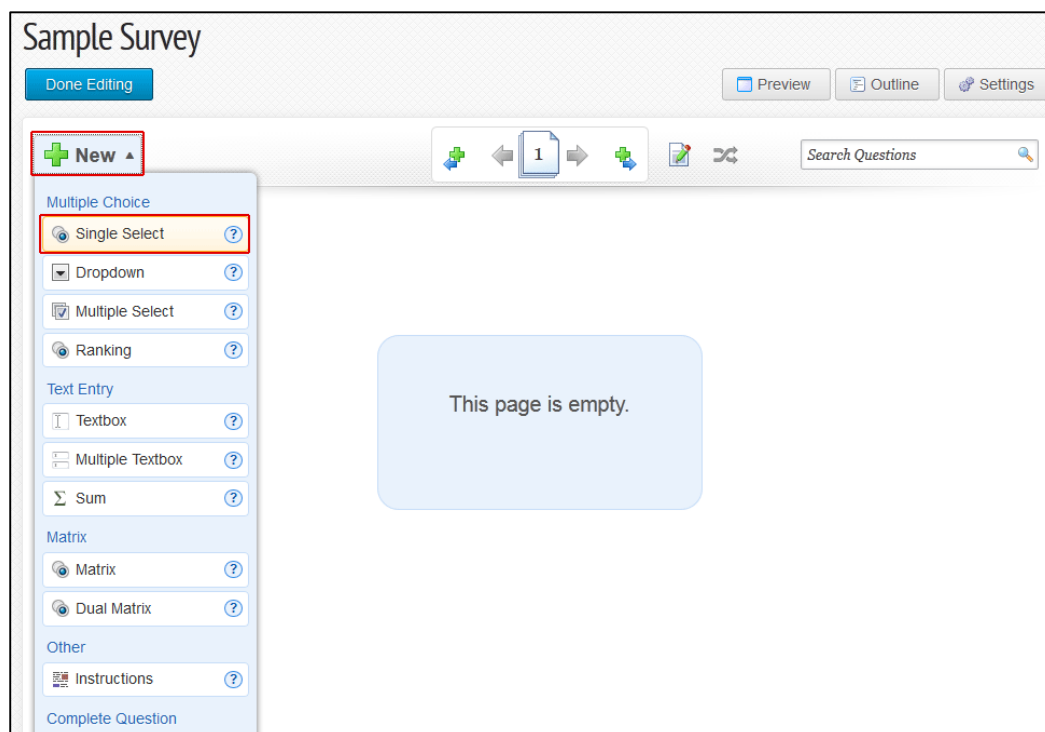 Sample Survey
Done Editing
Preview
Outline
Settings
New
1
Search Questions
Multiple Choice
Single Select ?
Dropdown ?
Multiple Select ?
Ranking ?
Text Entry
Textbox ?
Multiple Textbox ?
Σ Sum ?
Matrix
Matrix ?
Dual Matrix ?
Other
Instructions ?
Complete Question
This page is empty.